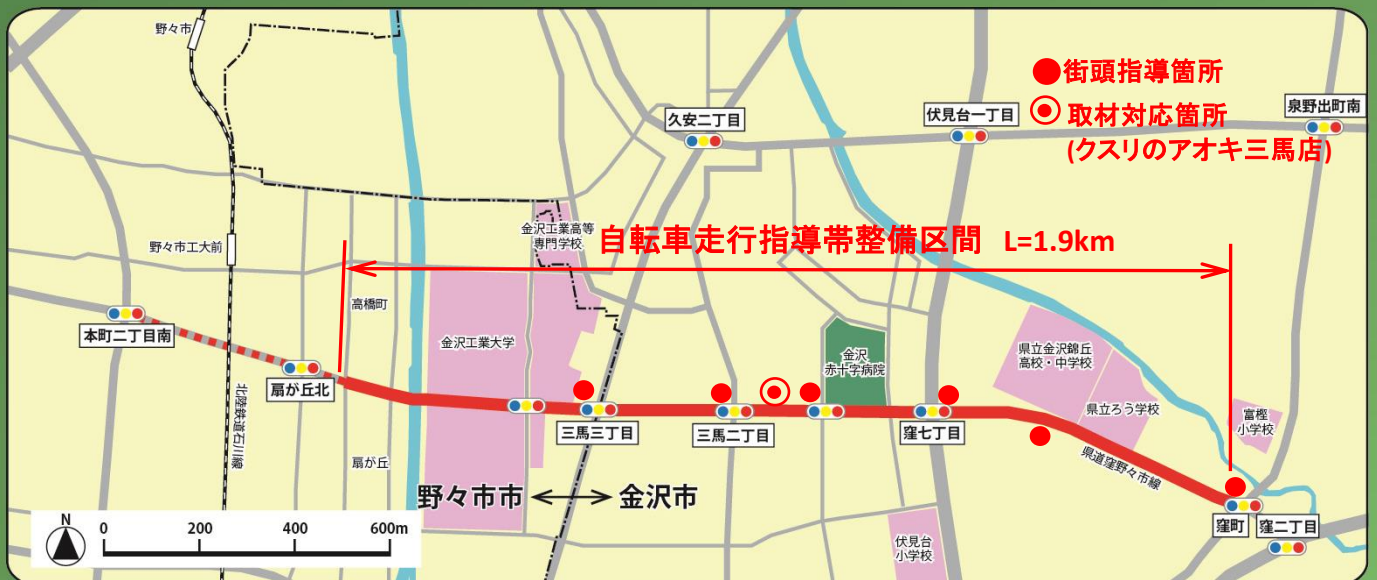 野々市
街頭指導箇所
取材対応箇所
(クスリのアオキ三馬店)
久安二丁目
伏見台一丁目
泉野出町南
野々市工大前
金沢工業高等
専門学校
自転車走行指導帯整備区間 L=1.9km
高橋町
本町二丁目南
金沢工業大学
金沢
赤十字病院
県立金沢錦丘
高校・中学校
扇が丘北
県立ろう学校
富樫
小学校
北陸鉄道石川線
三馬三丁目
三馬二丁目
窪七丁目
扇が丘
県道窪野々市線
野々市市
金沢市
N
0 200 400 600m
伏見台
小学校
窪町
窪二丁目